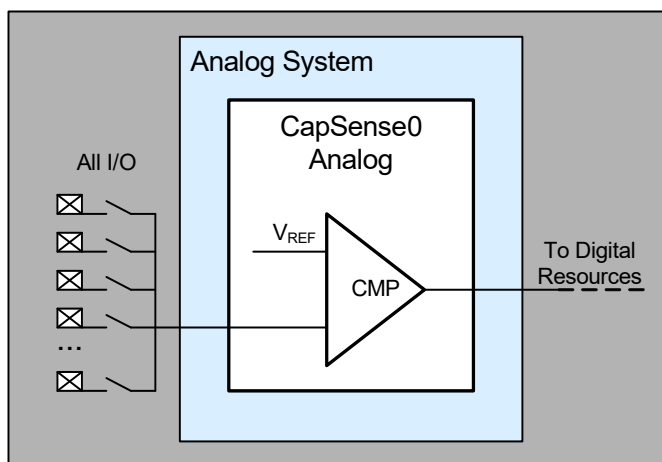 Analog System
CapSense0
Analog
All I/O
VREF
CMP
To Digital
Resources
...